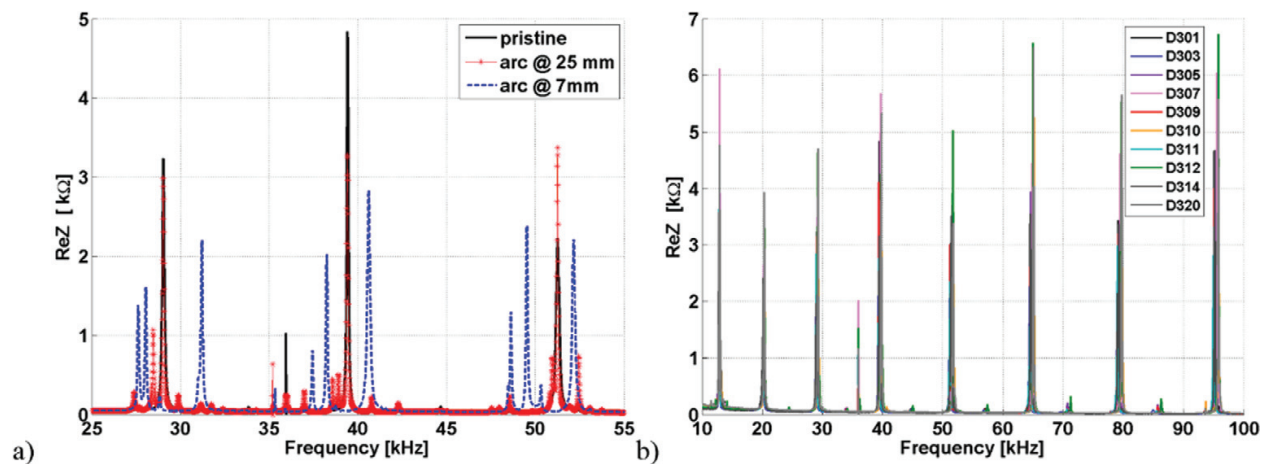 5
4
3
2
1
0
ReZ [ kΩ ]
25 30 35 40 45 50 55
Frequency [kHz]
pristine
arc @ 25 mm
arc @ 7mm
a)
7
6
5
4
3
2
1
0
ReZ [ kΩ]
10 20 30 40 50 60 70 80 90 100
Frequency [kHz]
D301
D303
D305
D307
D309
D310
D311
D312
D314
D320
b)